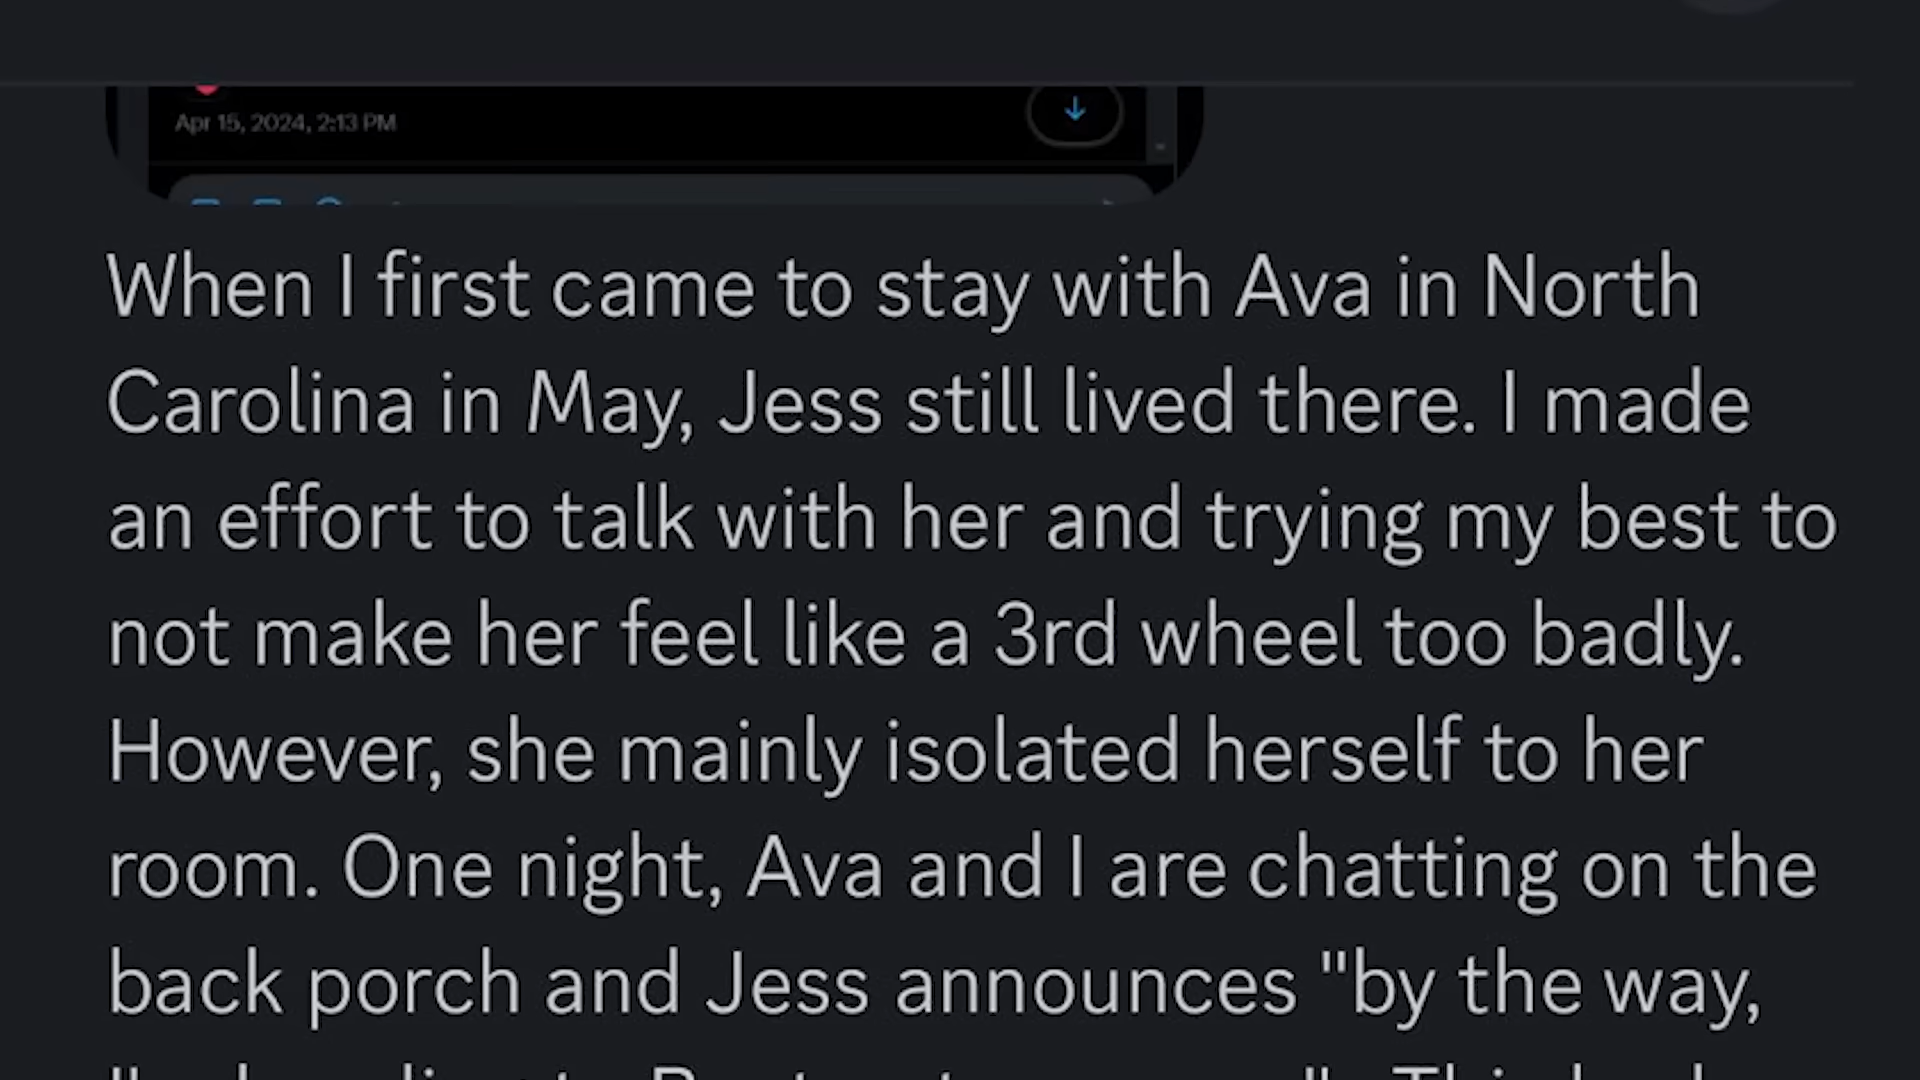 Apr 15, 2024, 2:13 PM
When I first came to stay with Ava in North
Carolina in May, Jess still lived there. I made
an effort to talk with her and trying my best to
not make her feel like a 3rd wheel too badly.
However, she mainly isolated herself to her
room. One night, Ava and I are chatting on the
back porch and Jess announces "by the way,